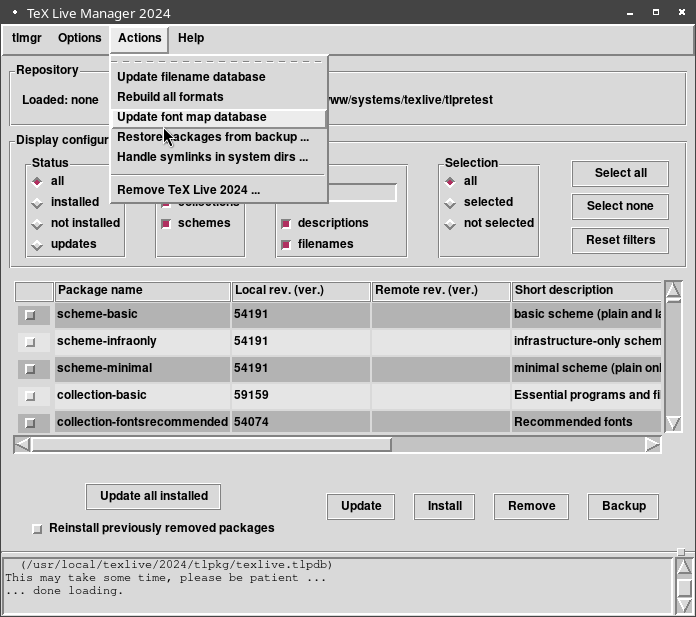 TeX Live Manager 2024
tlmgr Options Actions Help
Update filename database
Rebuild all formats
Update font map database
Restore packages from backup ...
Handle symlinks in system dirs ...
Remove TeX Live 2024 ...
Repository
Loaded: none /systems/texlive/tlpretest
Display configur
Status
all
installed
not installed
updates
collections
schemes
descriptions
filenames
Selection
all
selected
not selected
Select all
Select none
Reset filters
Package name Local rev. (ver.) Remote rev. (ver.) Short description
scheme-basic 54191 basic scheme (plain and la
scheme-infraonly 54191 infrastructure-only schem
scheme-minimal 54191 minimal scheme (plain onl
collection-basic 59159 Essential programs and fi
collection-fontsrecommended 54074 Recommended fonts
Update all installed
Reinstall previously removed packages
Update Install Remove Backup
(/usr/local/texlive/2024/tlpkg/texlive.tlpdb)
This may take some time, please be patient ...
... done loading.